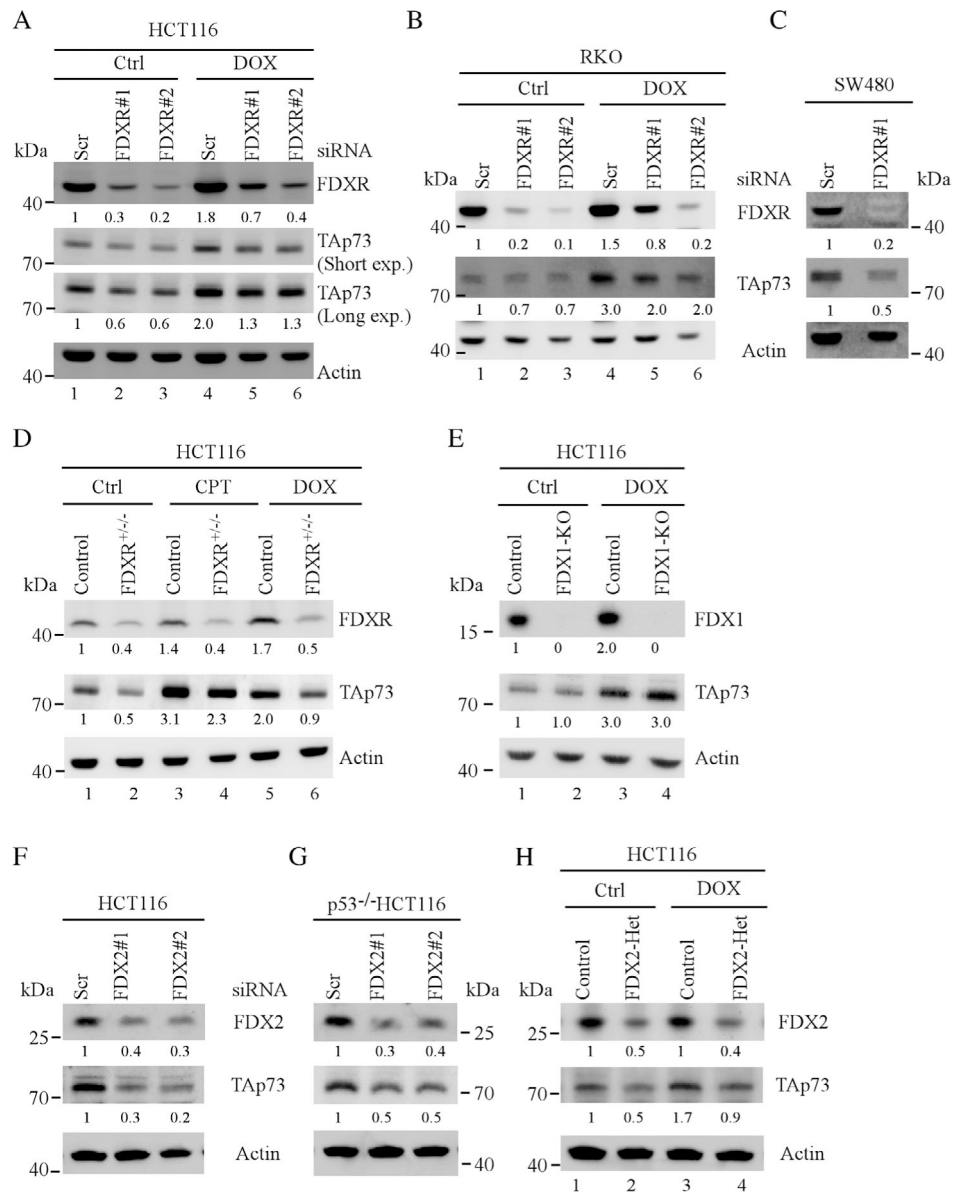 A
HCT116
Ctrl DOX
Scr FDXR#1 FDXR#2 Scr FDXR#1 FDXR#2 siRNA
kDa
FDXR
40
1 0.3 0.2 1.8 0.7 0.4
TAp73
(Short exp.)
70
TAp73
(Long exp.)
70
1 0.6 0.6 2.0 1.3 1.3
Actin
40
1 2 3 4 5 6
B
RKO
Ctrl DOX
Scr FDXR#1 FDXR#2 Scr FDXR#1 FDXR#2
kDa
40
1 0.2 0.1 1.5 0.8 0.2
70
1 0.7 0.7 3.0 2.0 2.0
40
1 2 3 4 5 6
C
SW480
Scr FDXR#1
siRNA kDa
FDXR
40
1 0.2
TAp73
70
1 0.5
Actin
40
D
HCT116
Ctrl CPT DOX
Control FDXR+/-/- Control FDXR+/-/- Control FDXR+/-/-
kDa
FDXR
40
1 0.4 1.4 0.4 1.7 0.5
TAp73
70
1 0.5 3.1 2.3 2.0 0.9
Actin
40
1 2 3 4 5 6
E
HCT116
Ctrl DOX
Control FDX1-KO Control FDX1-KO
kDa
FDX1
15
1 0 2.0 0
TAp73
70
1 1.0 3.0 3.0
Actin
40
1 2 3 4
F
HCT116
Scr FDX2#1 FDX2#2
kDa siRNA
FDX2
25
1 0.4 0.3
TAp73
70
1 0.3 0.2
Actin
40
G
p53-/-HCT116
Scr FDX2#1 FDX2#2
kDa
25
1 0.3 0.4
70
1 0.5 0.5
40
H
HCT116
Ctrl DOX
Control FDX2-Het Control FDX2-Het
kDa
FDX2
25
1 0.5 1 0.4
TAp73
70
1 0.5 1.7 0.9
Actin
40
1 2 3 4